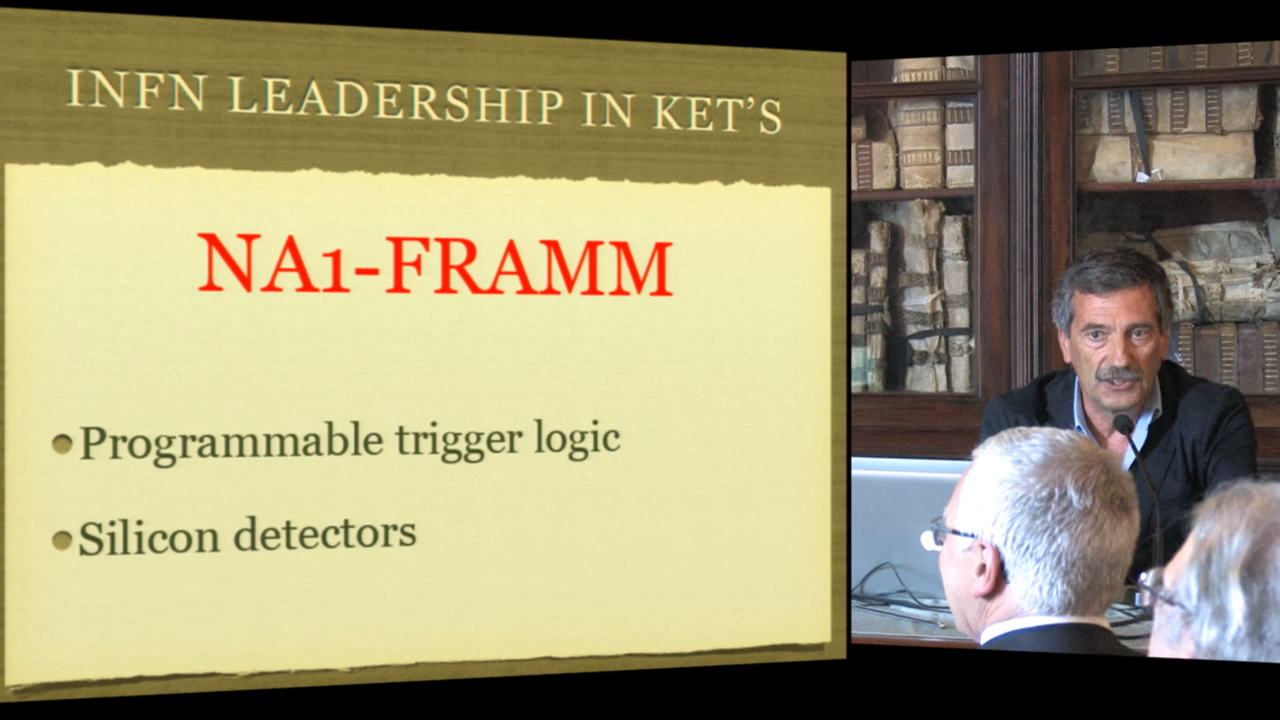 INFN LEADERSHIP IN KET'S
NA1-FRAMM
Programmable trigger logic
Silicon detectors